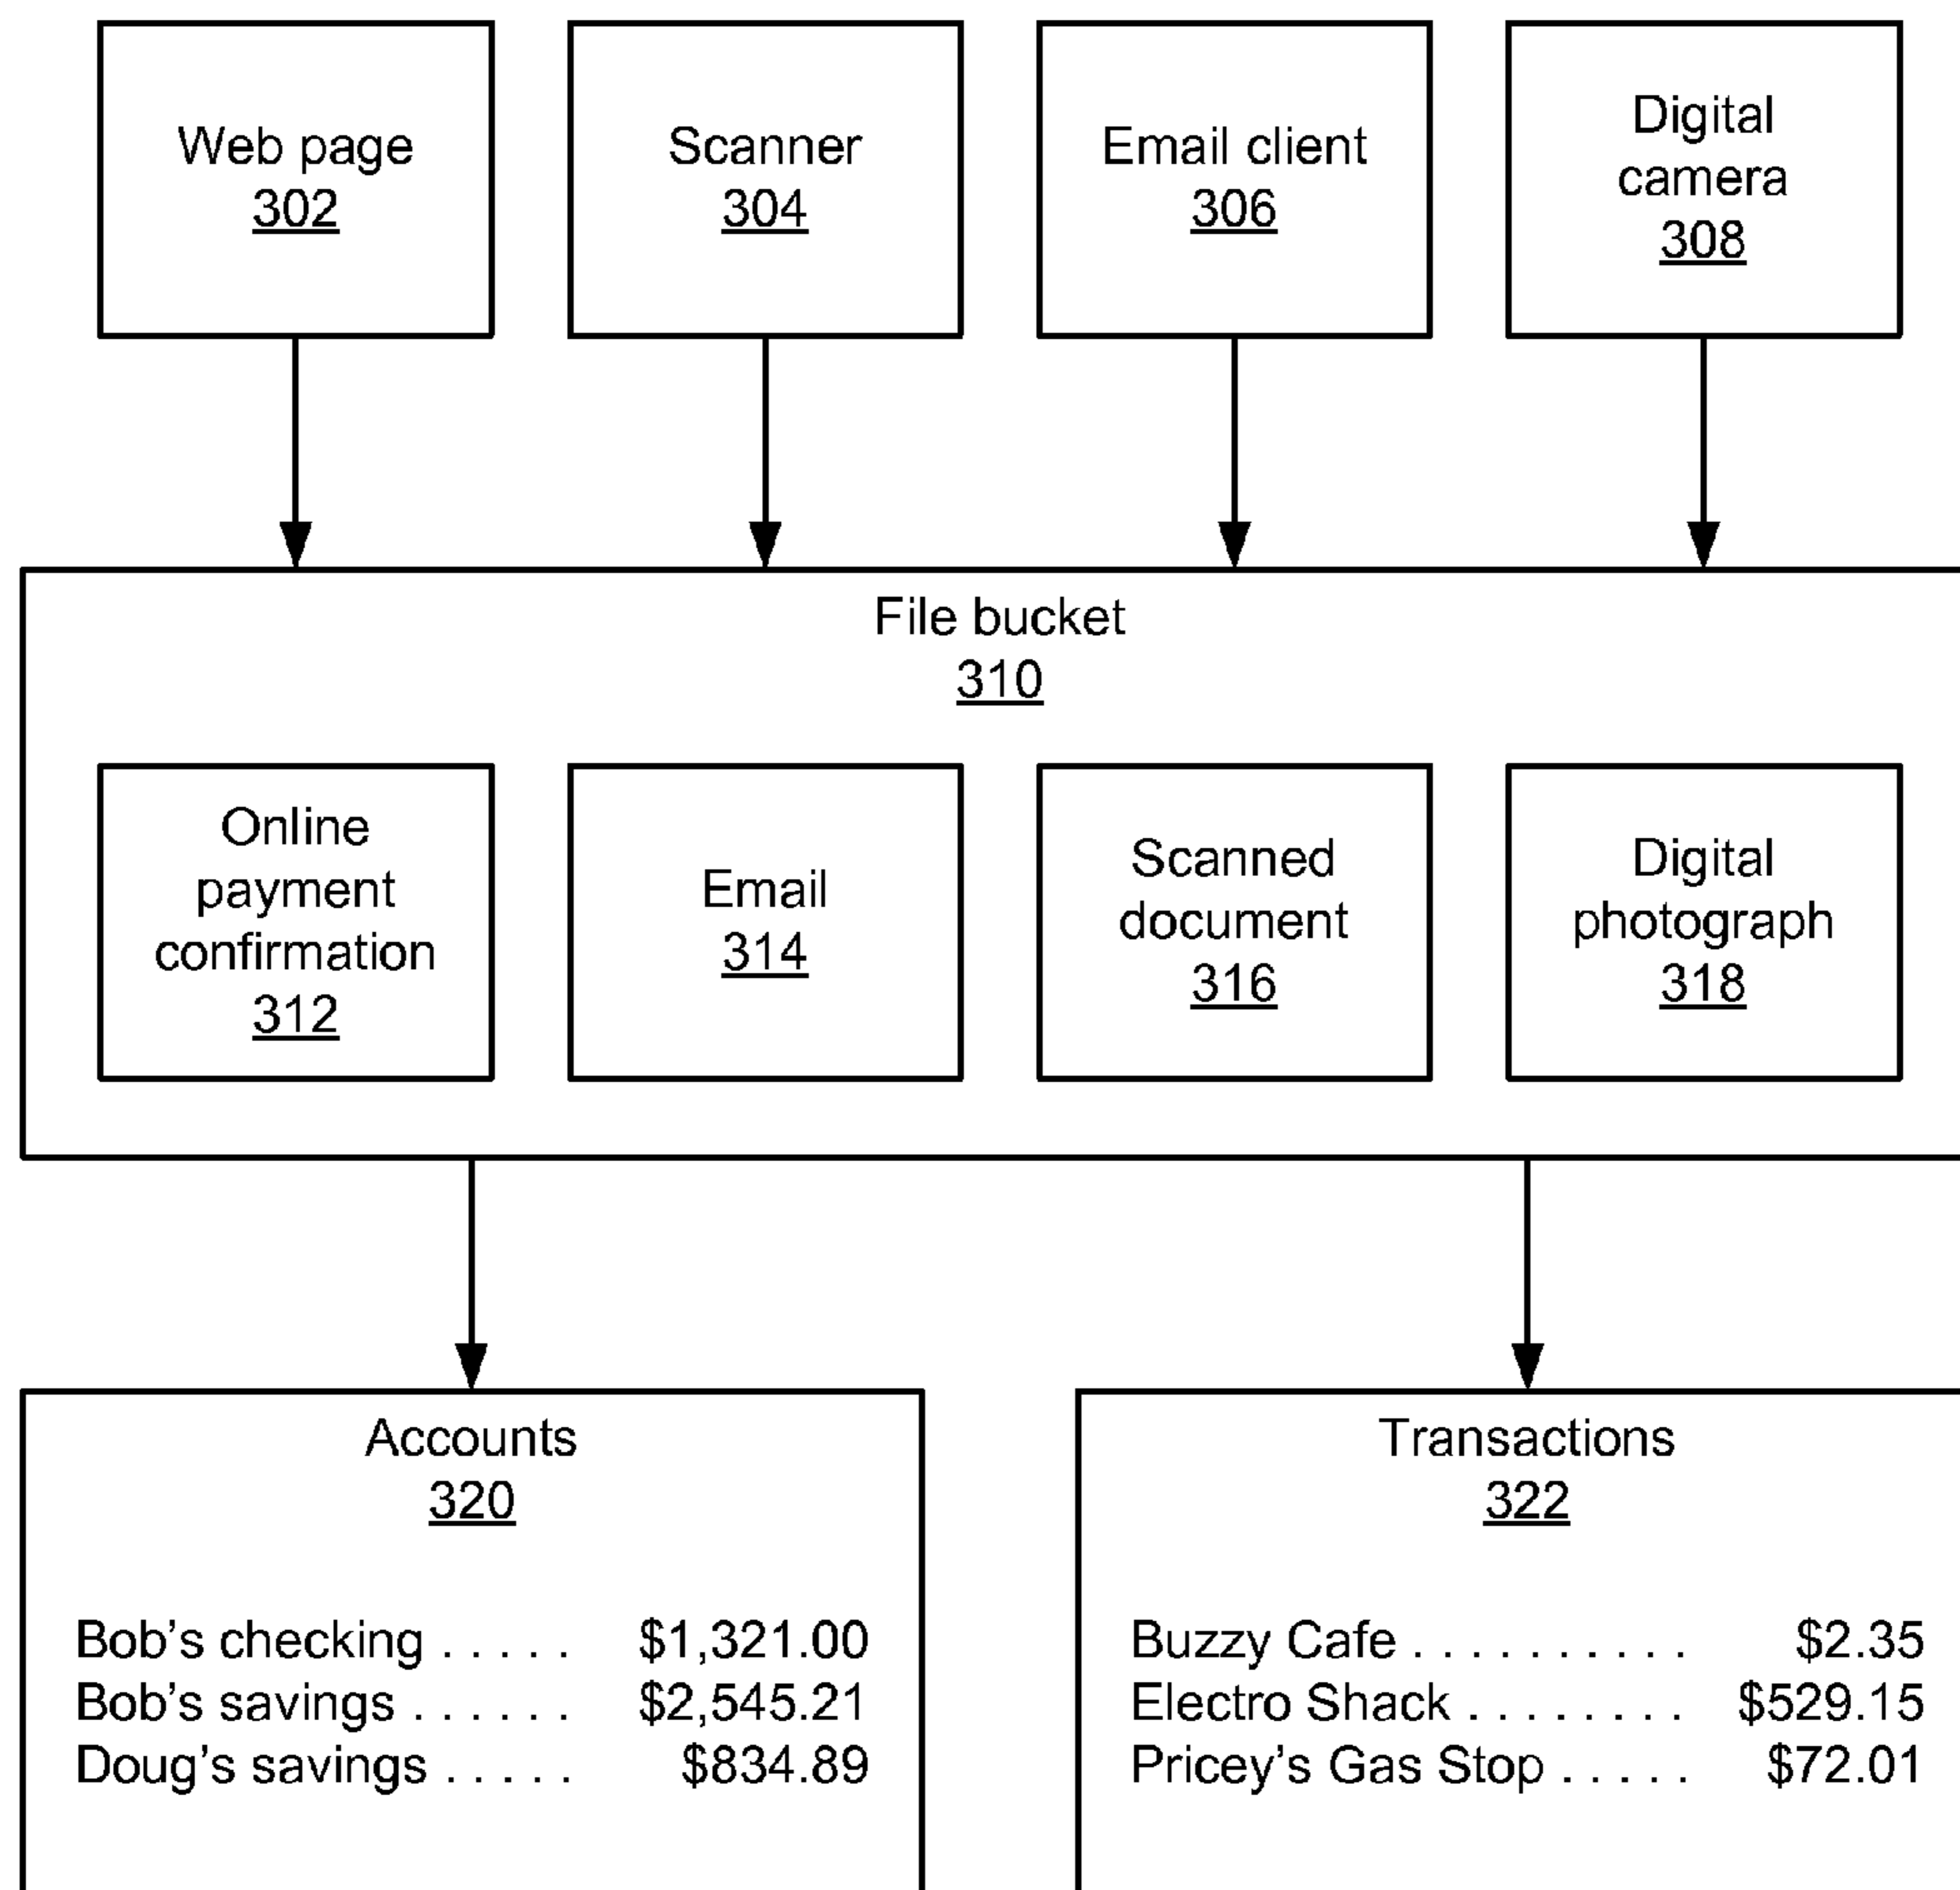 Web page
302
Scanner
304
Email client
306
Digital
camera
308
File bucket
310
Online
payment
confirmation
312
Email
314
Scanned
document
316
Digital
photograph
318
Accounts
320
Bob's checking . . . . . $1,321.00
Bob's savings . . . . . . $2,545.21
Doug's savings . . . . . $834.89
Transactions
322
Buzzy Cafe . . . . . . . . . . $2.35
Electro Shack . . . . . . . . $529.15
Pricey's Gas Stop . . . . . $72.01